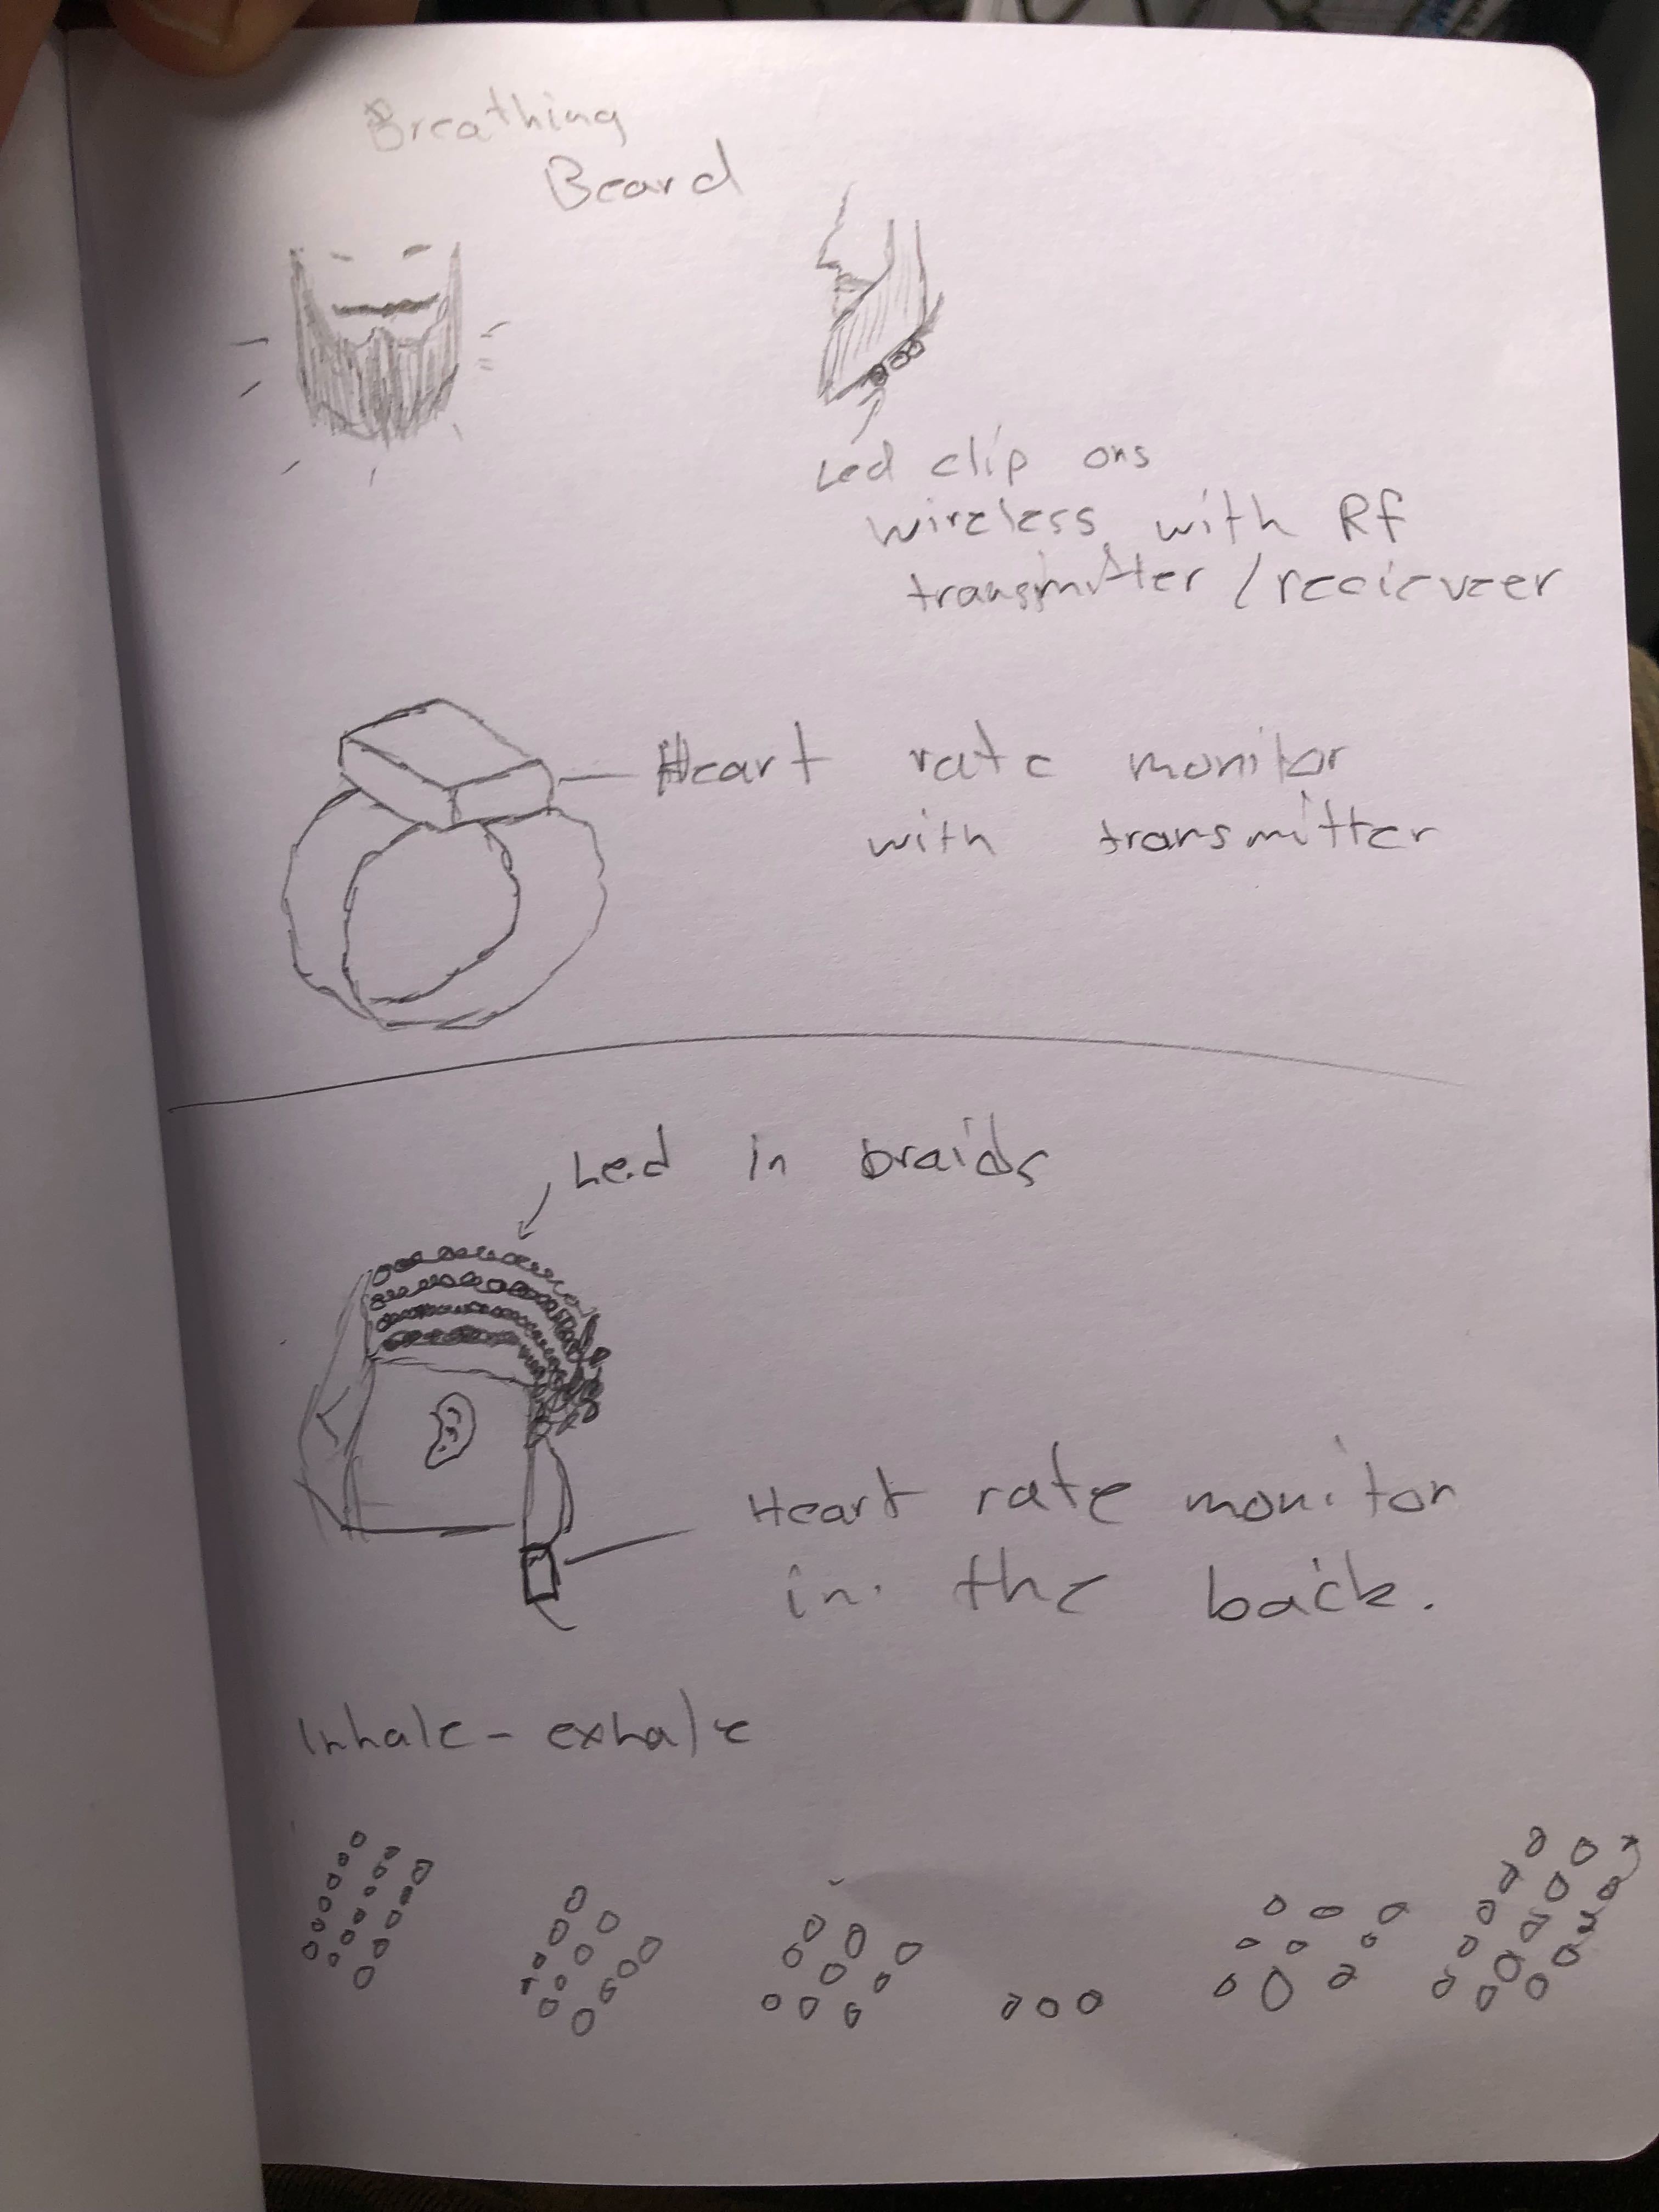 Breathing
Beard
Led clip ons
wireless with Rf
transmitter / recieveer
Heart rate monitor
with transmitter
Led in braids
Heart rate monitor
in the back.
Inhale - exhale